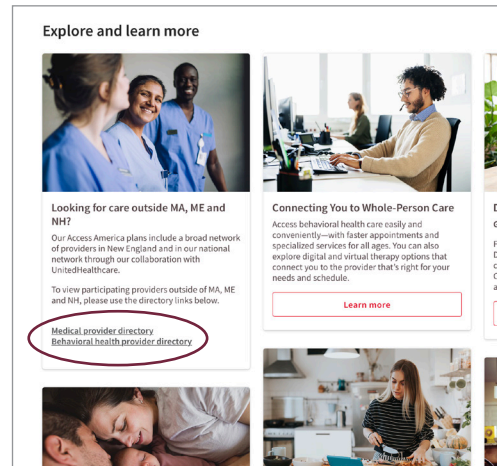 Explore and learn more
Looking for care outside MA, ME and
NH?
Our Access America plans include a broad network
of providers in New England and in our national
network through our collaboration with
UnitedHealthcare.
To view participating providers outside of MA, ME
and NH, please use the directory links below.
Medical provider directory
Behavioral health provider directory
Connecting You to Whole-Person Care
Access behavioral health care easily and
conveniently—with faster appointments and
specialized services for all ages. You can also
explore digital and virtual therapy options that
connect you to the provider that's right for your
needs and schedule.
Learn more